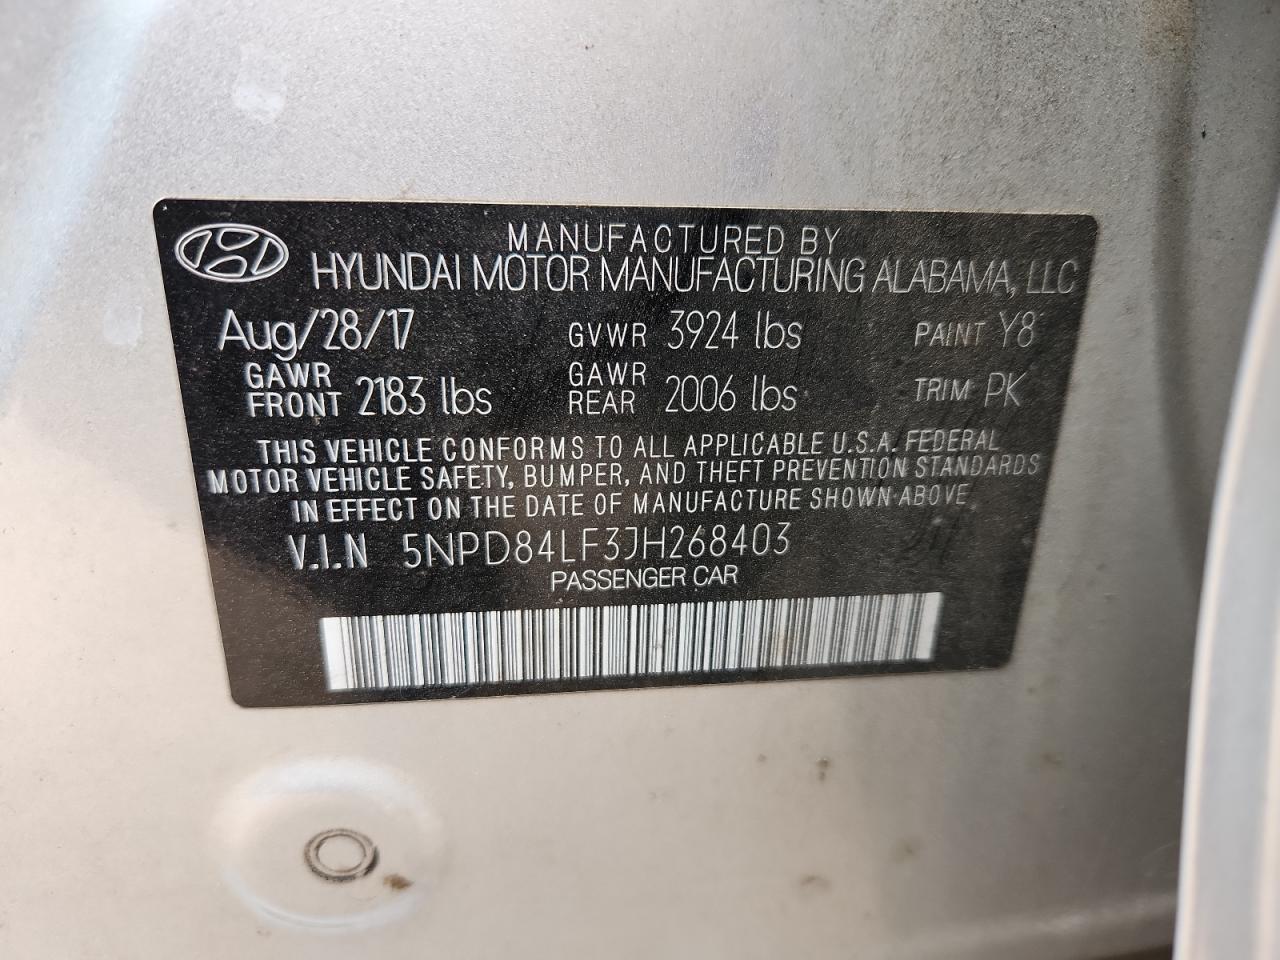 MANUFACTURED BY
HYUNDAI MOTOR MANUFACTURING ALABAMA, LLC
Aug/28/17 GVWR 3924 lbs PAINT Y8
GAWR FRONT 2183 lbs GAWR REAR 2006 lbs TRIM PK
THIS VEHICLE CONFORMS TO ALL APPLICABLE U.S.A. FEDERAL
MOTOR VEHICLE SAFETY, BUMPER, AND THEFT PREVENTION STANDARDS
IN EFFECT ON THE DATE OF MANUFACTURE SHOWN ABOVE
V.I.N 5NPD84LF3JH268403
PASSENGER CAR